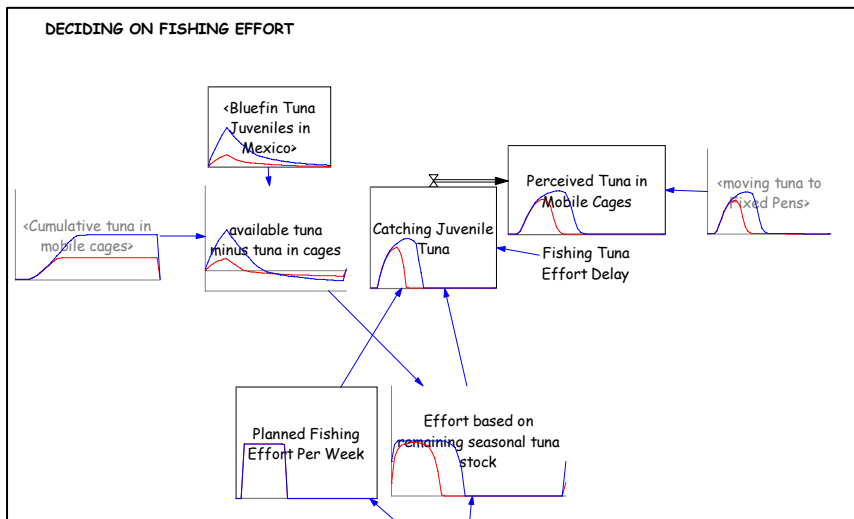 DECIDING ON FISHING EFFORT
<Bluefin Tuna
Juveniles in
Mexico>
<Cumulative tuna in
mobile cages>
available tuna
minus tuna in cages
Catching Juvenile
Tuna
Perceived Tuna in
Mobile Cages
<moving tuna to
Fixed Pens>
Fishing Tuna
Effort Delay
Planned Fishing
Effort Per Week
Effort based on
remaining seasonal tuna
stock